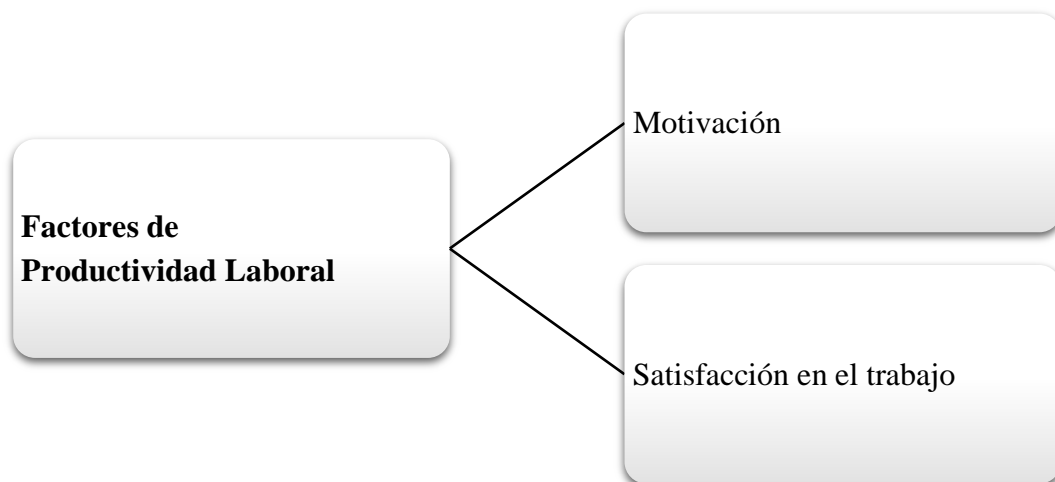 Motivación
Factores de
Productividad Laboral
Satisfacción en el trabajo